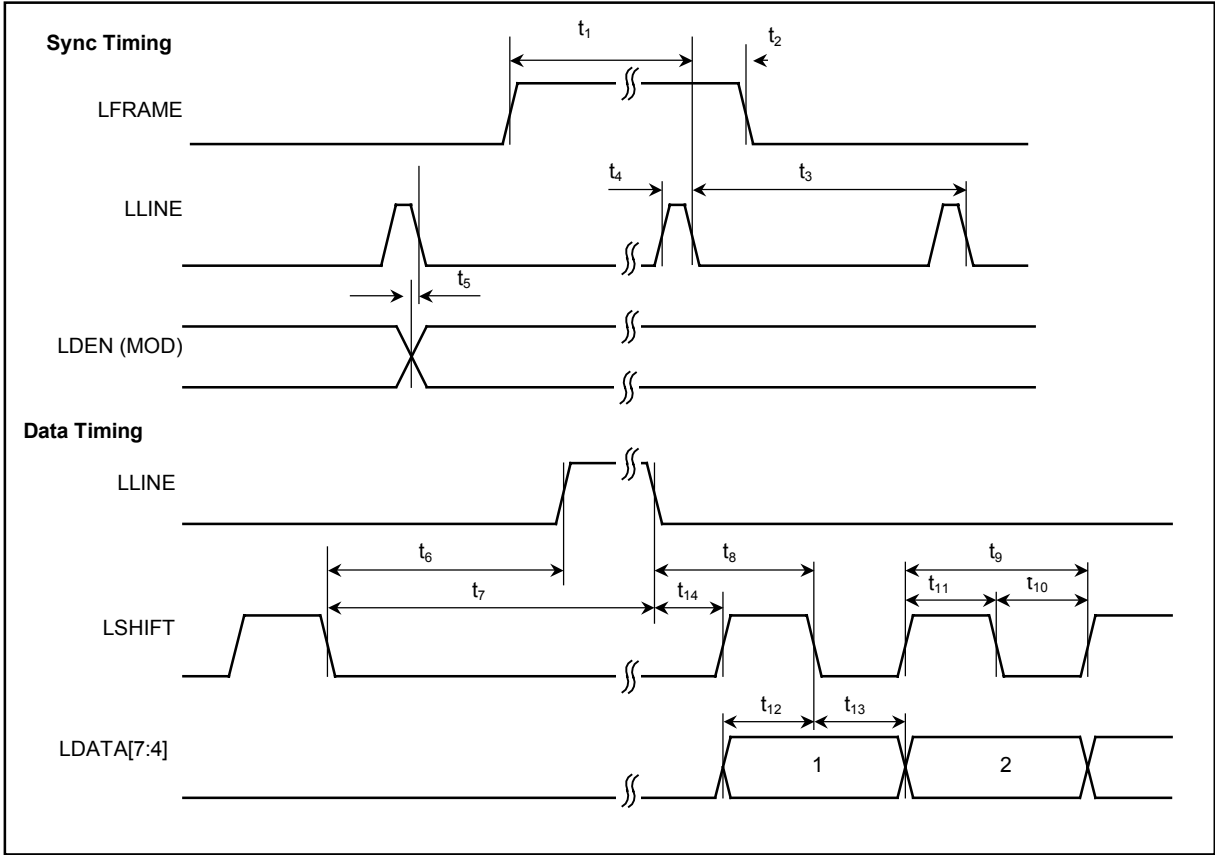 Sync Timing
t1
t2
LFRAME
t4
t3
LLINE
t5
LDEN (MOD)
Data Timing
LLINE
t6
t8
t9
t7
t14
t11
t10
LSHIFT
t12
t13
LDATA[7:4]
1
2